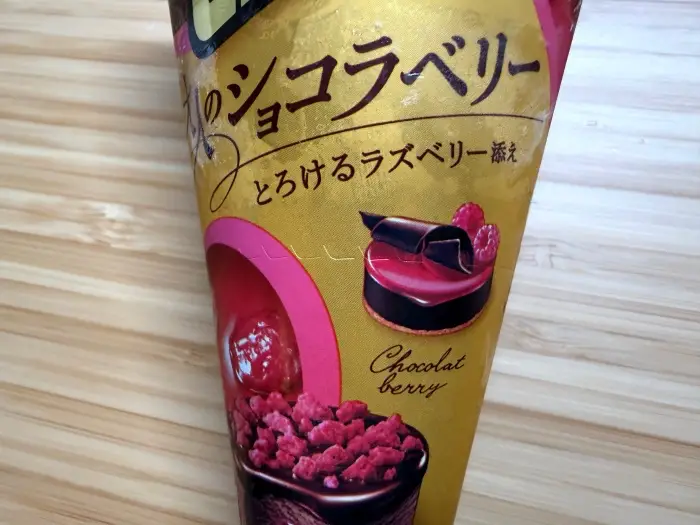 のショコラベリー
とろけるラズベリー添え
Chocolat
berry